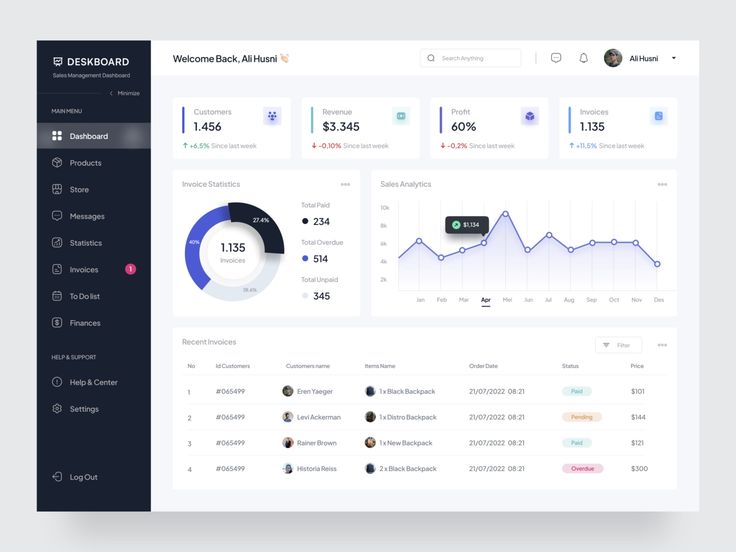 DESKBOARD
Sales Management Dashboard
Minimize
MAIN MENU
Dashboard
Products
Store
Messages
Statistics
Invoices 1
To Do list
Finances
HELP & SUPPORT
Help & Center
Settings
Log Out
Welcome Back, Ali Husni
Search Anything
Ali Husni
Customers
1.456
+6,5% Since last week
Revenue
$3.345
-0,10% Since last week
Profit
60%
-0,2% Since last week
Invoices
1.135
+11,5% Since last week
Invoice Statistics
27.4%
40%
1.135
Invoices
Total Paid
234
Total Overdue
514
Total Unpaid
345
Sales Analytics
10k
8k
6k
4k
2k
$1,134
Jan Feb Mar Apr Mei Jun Jul Aug Sep Oct Nov Des
Recent Invoices
Filter
No Id Customers Customers name Items Name Order Date Status Price
1 #065499 Eren Yaeger 1 x Black Backpack 21/07/2022 08:21 Paid $101
2 #065499 Levi Ackerman 1 x Distro Backpack 21/07/2022 08:21 Pending $144
3 #065499 Rainer Brown 1 x New Backpack 21/07/2022 08:21 Paid $121
4 #065499 Historia Reiss 2 x Black Backpack 21/07/2022 08:21 Overdue $300